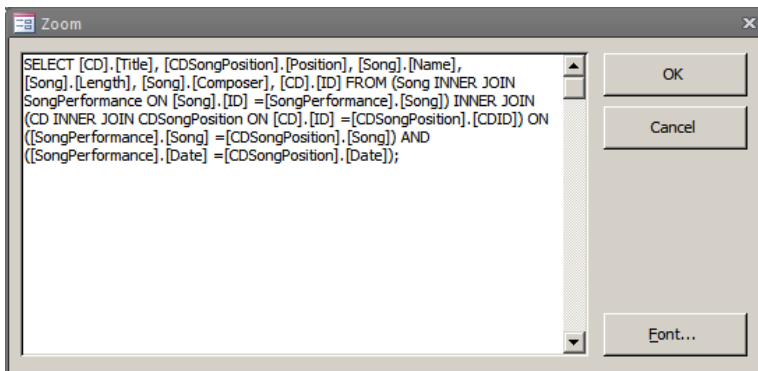 Zoom
SELECT [CD].[Title], [CDSongPosition].[Position], [Song].[Name],
[Song].[Length], [Song].[Composer], [CD].[ID] FROM (Song INNER JOIN
SongPerformance ON [Song].[ID] =[SongPerformance].[Song]) INNER JOIN
(CD INNER JOIN CDSongPosition ON [CD].[ID] =[CDSongPosition].[CDID]) ON
([SongPerformance].[Song] =[CDSongPosition].[Song]) AND
([SongPerformance].[Date] =[CDSongPosition].[Date]);
OK
Cancel
Font...